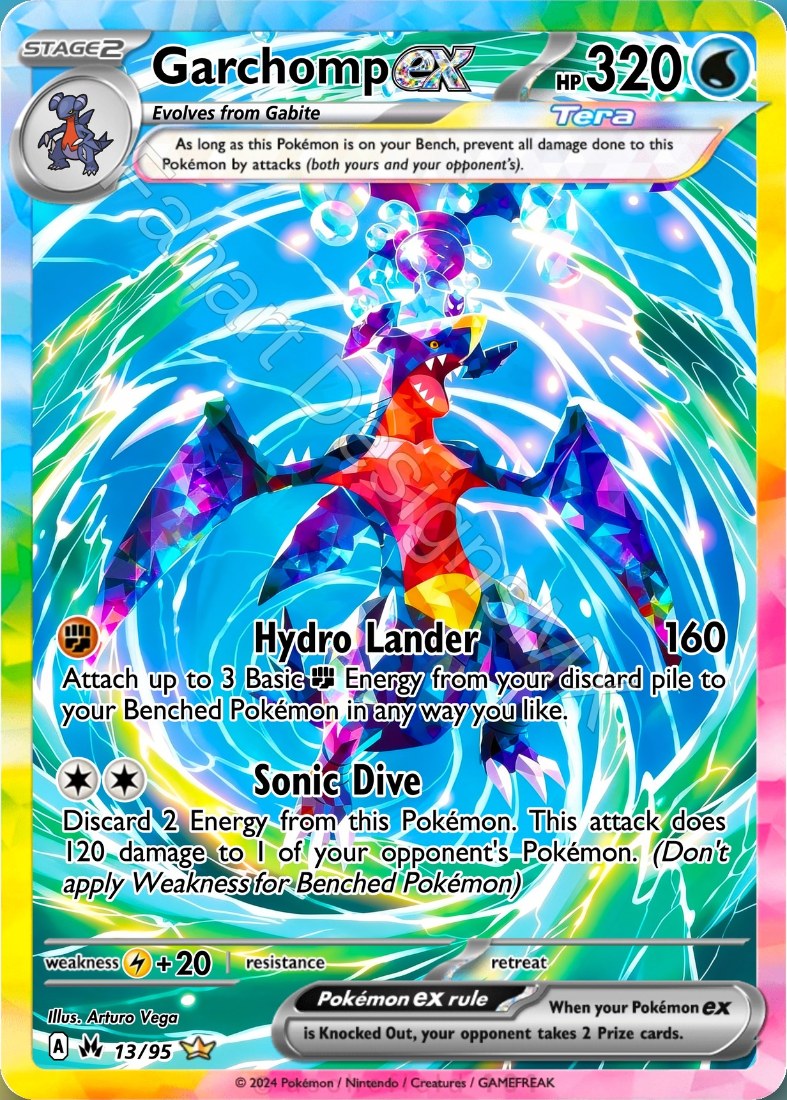 STAGE2
Garchomp ex
HP 320
Evolves from Gabite
Tera
As long as this Pokémon is on your Bench, prevent all damage done to this
Pokémon by attacks (both yours and your opponent's).
Hydro Lander 160
Attach up to 3 Basic Energy from your discard pile to
your Benched Pokémon in any way you like.
Sonic Dive
Discard 2 Energy from this Pokémon. This attack does
120 damage to 1 of your opponent's Pokémon. (Don't
apply Weakness for Benched Pokémon)
weakness +20 resistance retreat
Pokémon ex rule
When your Pokémon ex
is Knocked Out, your opponent takes 2 Prize cards.
Illus. Arturo Vega
A 13/95
© 2024 Pokémon / Nintendo / Creatures / GAMEFREAK